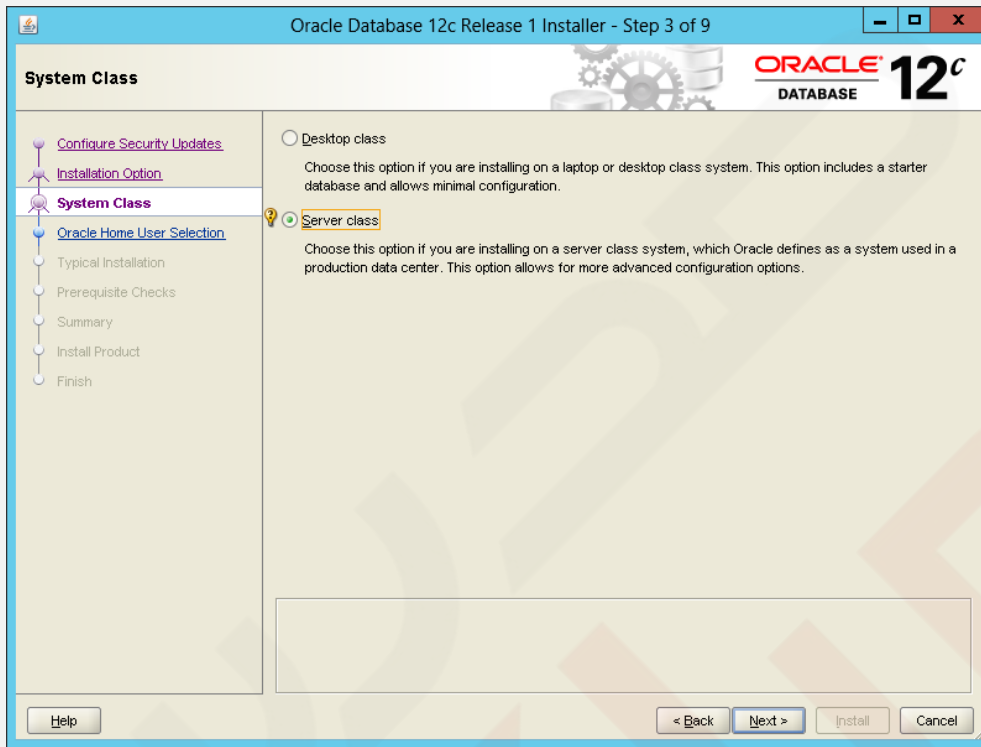 Oracle Database 12c Release 1 Installer - Step 3 of 9
System Class
ORACLE
DATABASE
12c
Configure Security Updates
Installation Option
System Class
Oracle Home User Selection
Typical Installation
Prerequisite Checks
Summary
Install Product
Finish
Desktop class
Choose this option if you are installing on a laptop or desktop class system. This option includes a starter
database and allows minimal configuration.
Server class
Choose this option if you are installing on a server class system, which Oracle defines as a system used in a
production data center. This option allows for more advanced configuration options.
Help
< Back
Next >
Install
Cancel